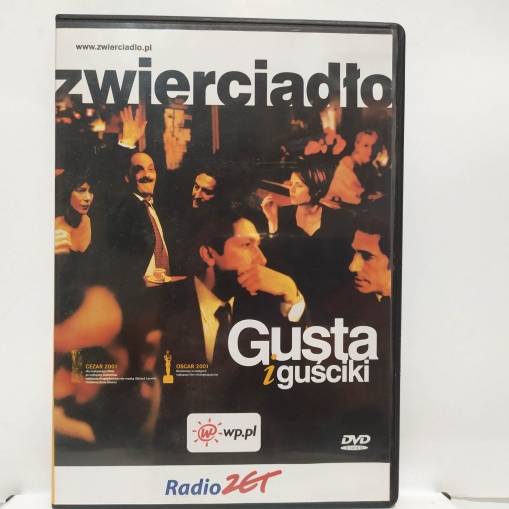 www.zwierciadlo.pl
zwierciadło
Gusta
i guściki
CEZAR 2001
OSCAR 2001
wp.pl
DVD
Radio ZET